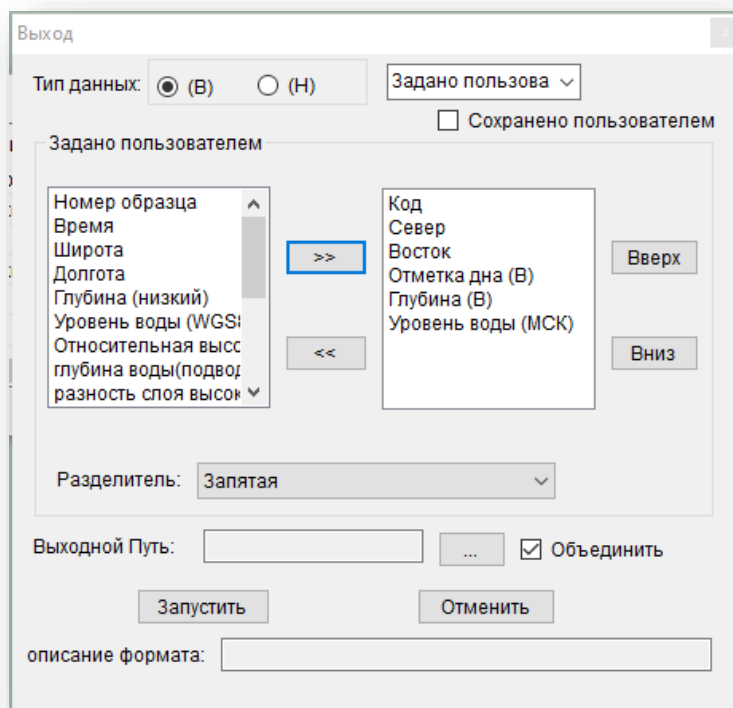 Выход
x
Тип данных: (В) (Н) Задано пользова
Сохранено пользователем
Задано пользователем
Номер образца
Время
Широта
Долгота
Глубина (низкий)
Уровень воды (WGS8
Относительная высо
глубина воды(подвод
разность слоя высок
>>
<<
Код
Север
Восток
Отметка дна (В)
Глубина (В)
Уровень воды (МСК)
Вверх
Вниз
Разделитель: Запятая
Выходной Путь: ... Объединить
Запустить Отменить
описание формата: